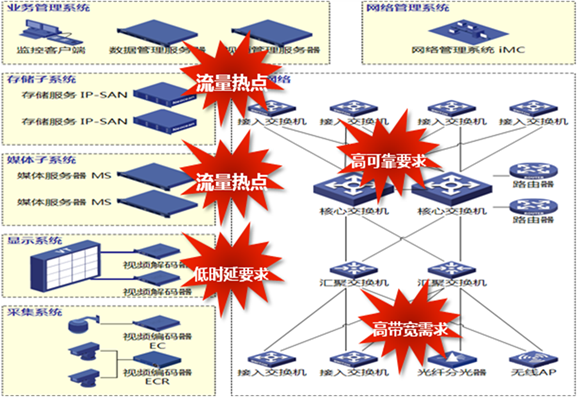 业务管理系统
监控客户端
数据管理服务器
管理服务器
网络管理系统
网络管理系统 iMC
存储子系统
存储服务 IP-SAN
存储服务 IP-SAN
流量热点
网络
接入交换机
接入交换机
接入交换机
接入交换机
高可靠要求
媒体子系统
媒体服务器 MS
媒体服务器 MS
流量热点
核心交换机
核心交换机
路由器
路由器
显示系统
视频解码器
视频解码器
低时延要求
汇聚交换机
汇聚交换机
高带宽需求
采集系统
视频编码器
EC
视频编码器
ECR
接入交换机
接入交换机
光纤分光器
无线AP